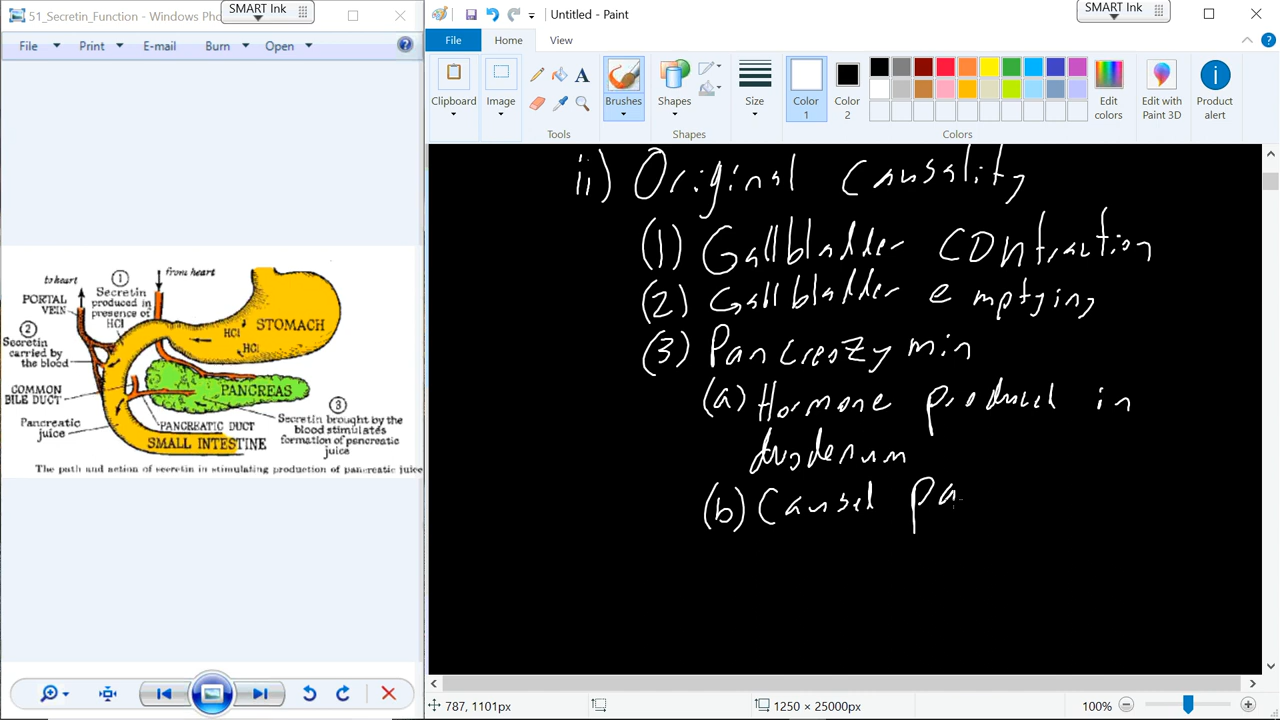 51_Secretin_Function - Windows Pho
SMART Ink
File Print E-mail Burn Open
to heart
from heart
PORTAL VEIN
1
Secretin produced in presence of HCl
2
Secretin carried by the blood
HCl
HCl
STOMACH
COMMON BILE DUCT
PANCREAS
Pancreatic juice
PANCREATIC DUCT
3
Secretin brought by the blood stimulates formation of pancreatic juice
SMALL INTESTINE
The path and action of secretin in stimulating production of pancreatic juice
Untitled - Paint
SMART Ink
File Home View
Clipboard
Image
Tools
Brushes
Shapes
Shapes
Size
Color 1
Color 2
Edit colors
Colors
Edit with Paint 3D
Product alert
ii) Original Causality
(1) Gallbladder contraction
(2) Gallbladder emptying
(3) Pancreozymin
(a) Hormone produced in
duodenum
(b) Caused pa
787, 1101px
1250 × 25000px
100%